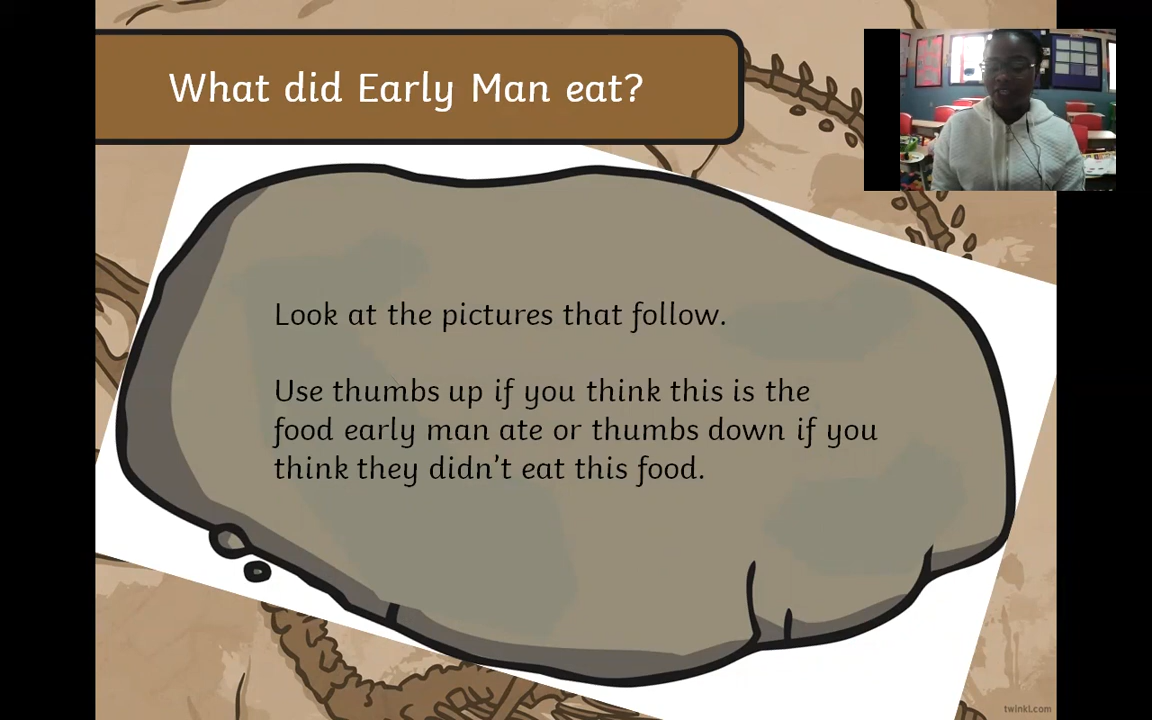 What did Early Man eat?
Look at the pictures that follow.
Use thumbs up if you think this is the
food early man ate or thumbs down if you
think they didn't eat this food.
twinkl.com